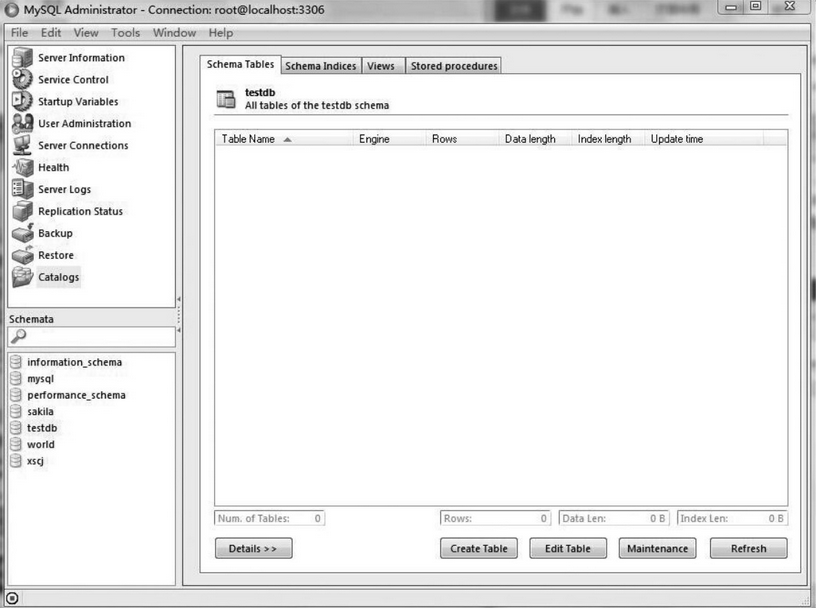 MySQL Administrator - Connection: root@localhost:3306
File Edit View Tools Window Help
Server Information
Service Control
Startup Variables
User Administration
Server Connections
Health
Server Logs
Replication Status
Backup
Restore
Catalogs
Schemata
information_schema
mysql
performance_schema
sakila
testdb
world
xscj
Schema Tables Schema Indices Views Stored procedures
testdb
All tables of the testdb schema
Table Name Engine Rows Data length Index length Update time
Num. of Tables: 0 Rows: 0 Data Len: 0 B Index Len: 0 B
Details >> Create Table Edit Table Maintenance Refresh